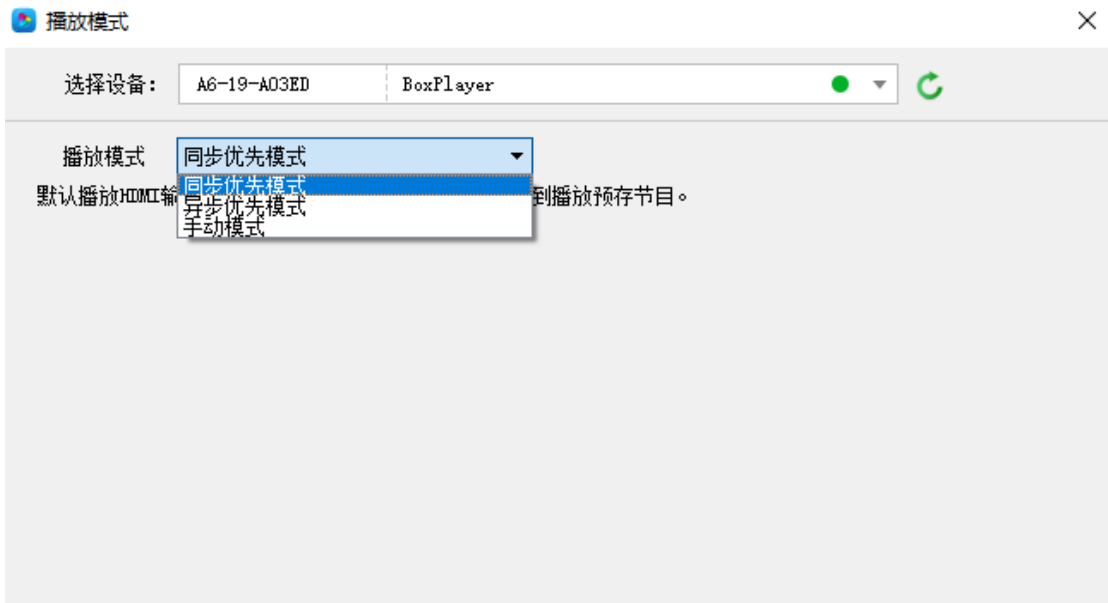 播放模式
选择设备: A6-19-A03ED BoxPlayer
播放模式 同步优先模式
同步优先模式
默认播放HDMI输 到播放预存节目。
异步优先模式
手动模式